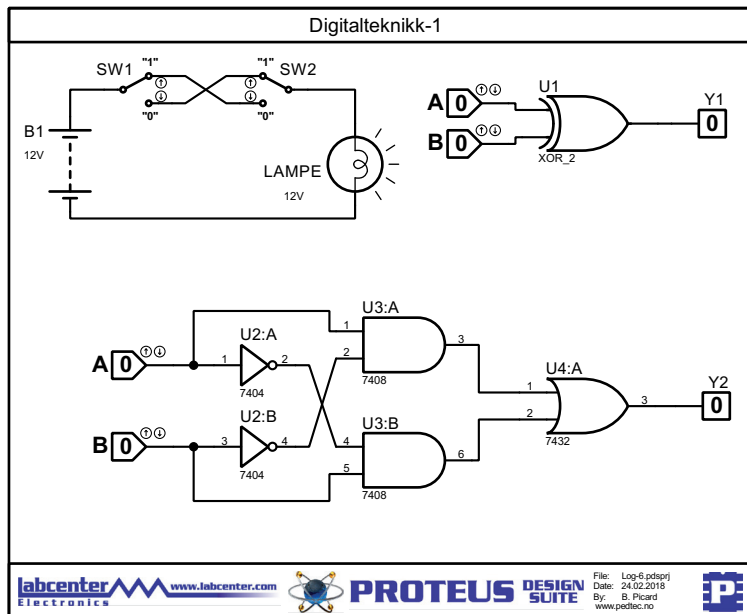 Digitalteknikk-1
SW1
"1"
"0"
"1"
"0"
SW2
B1
12V
LAMPE
12V
A
0
B
0
U1
XOR_2
Y1
0
A
0
B
0
1
U2:A
2
7404
3
U2:B
4
7404
U3:A
1
2
3
7408
U3:B
4
5
6
7408
U4:A
1
2
3
7432
Y2
0
labcenter
Electronics
www.labcenter.com
PROTEUS DESIGN SUITE
File: Log-6.pdsprj
Date: 24.02.2018
By: B. Picard
www.pedtec.no
P